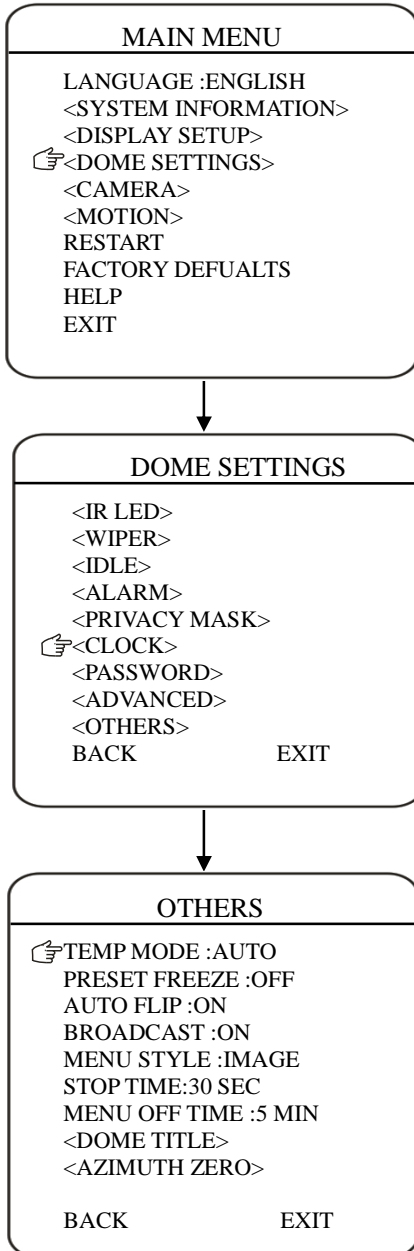 MAIN MENU
LANGUAGE :ENGLISH
<SYSTEM INFORMATION>
<DISPLAY SETUP>
<DOME SETTINGS>
<CAMERA>
<MOTION>
RESTART
FACTORY DEFUALTS
HELP
EXIT
DOME SETTINGS
<IR LED>
<WIPER>
<IDLE>
<ALARM>
<PRIVACY MASK>
<CLOCK>
<PASSWORD>
<ADVANCED>
<OTHERS>
BACK EXIT
OTHERS
TEMP MODE :AUTO
PRESET FREEZE :OFF
AUTO FLIP :ON
BROADCAST :ON
MENU STYLE :IMAGE
STOP TIME:30 SEC
MENU OFF TIME :5 MIN
<DOME TITLE>
<AZIMUTH ZERO>
BACK EXIT